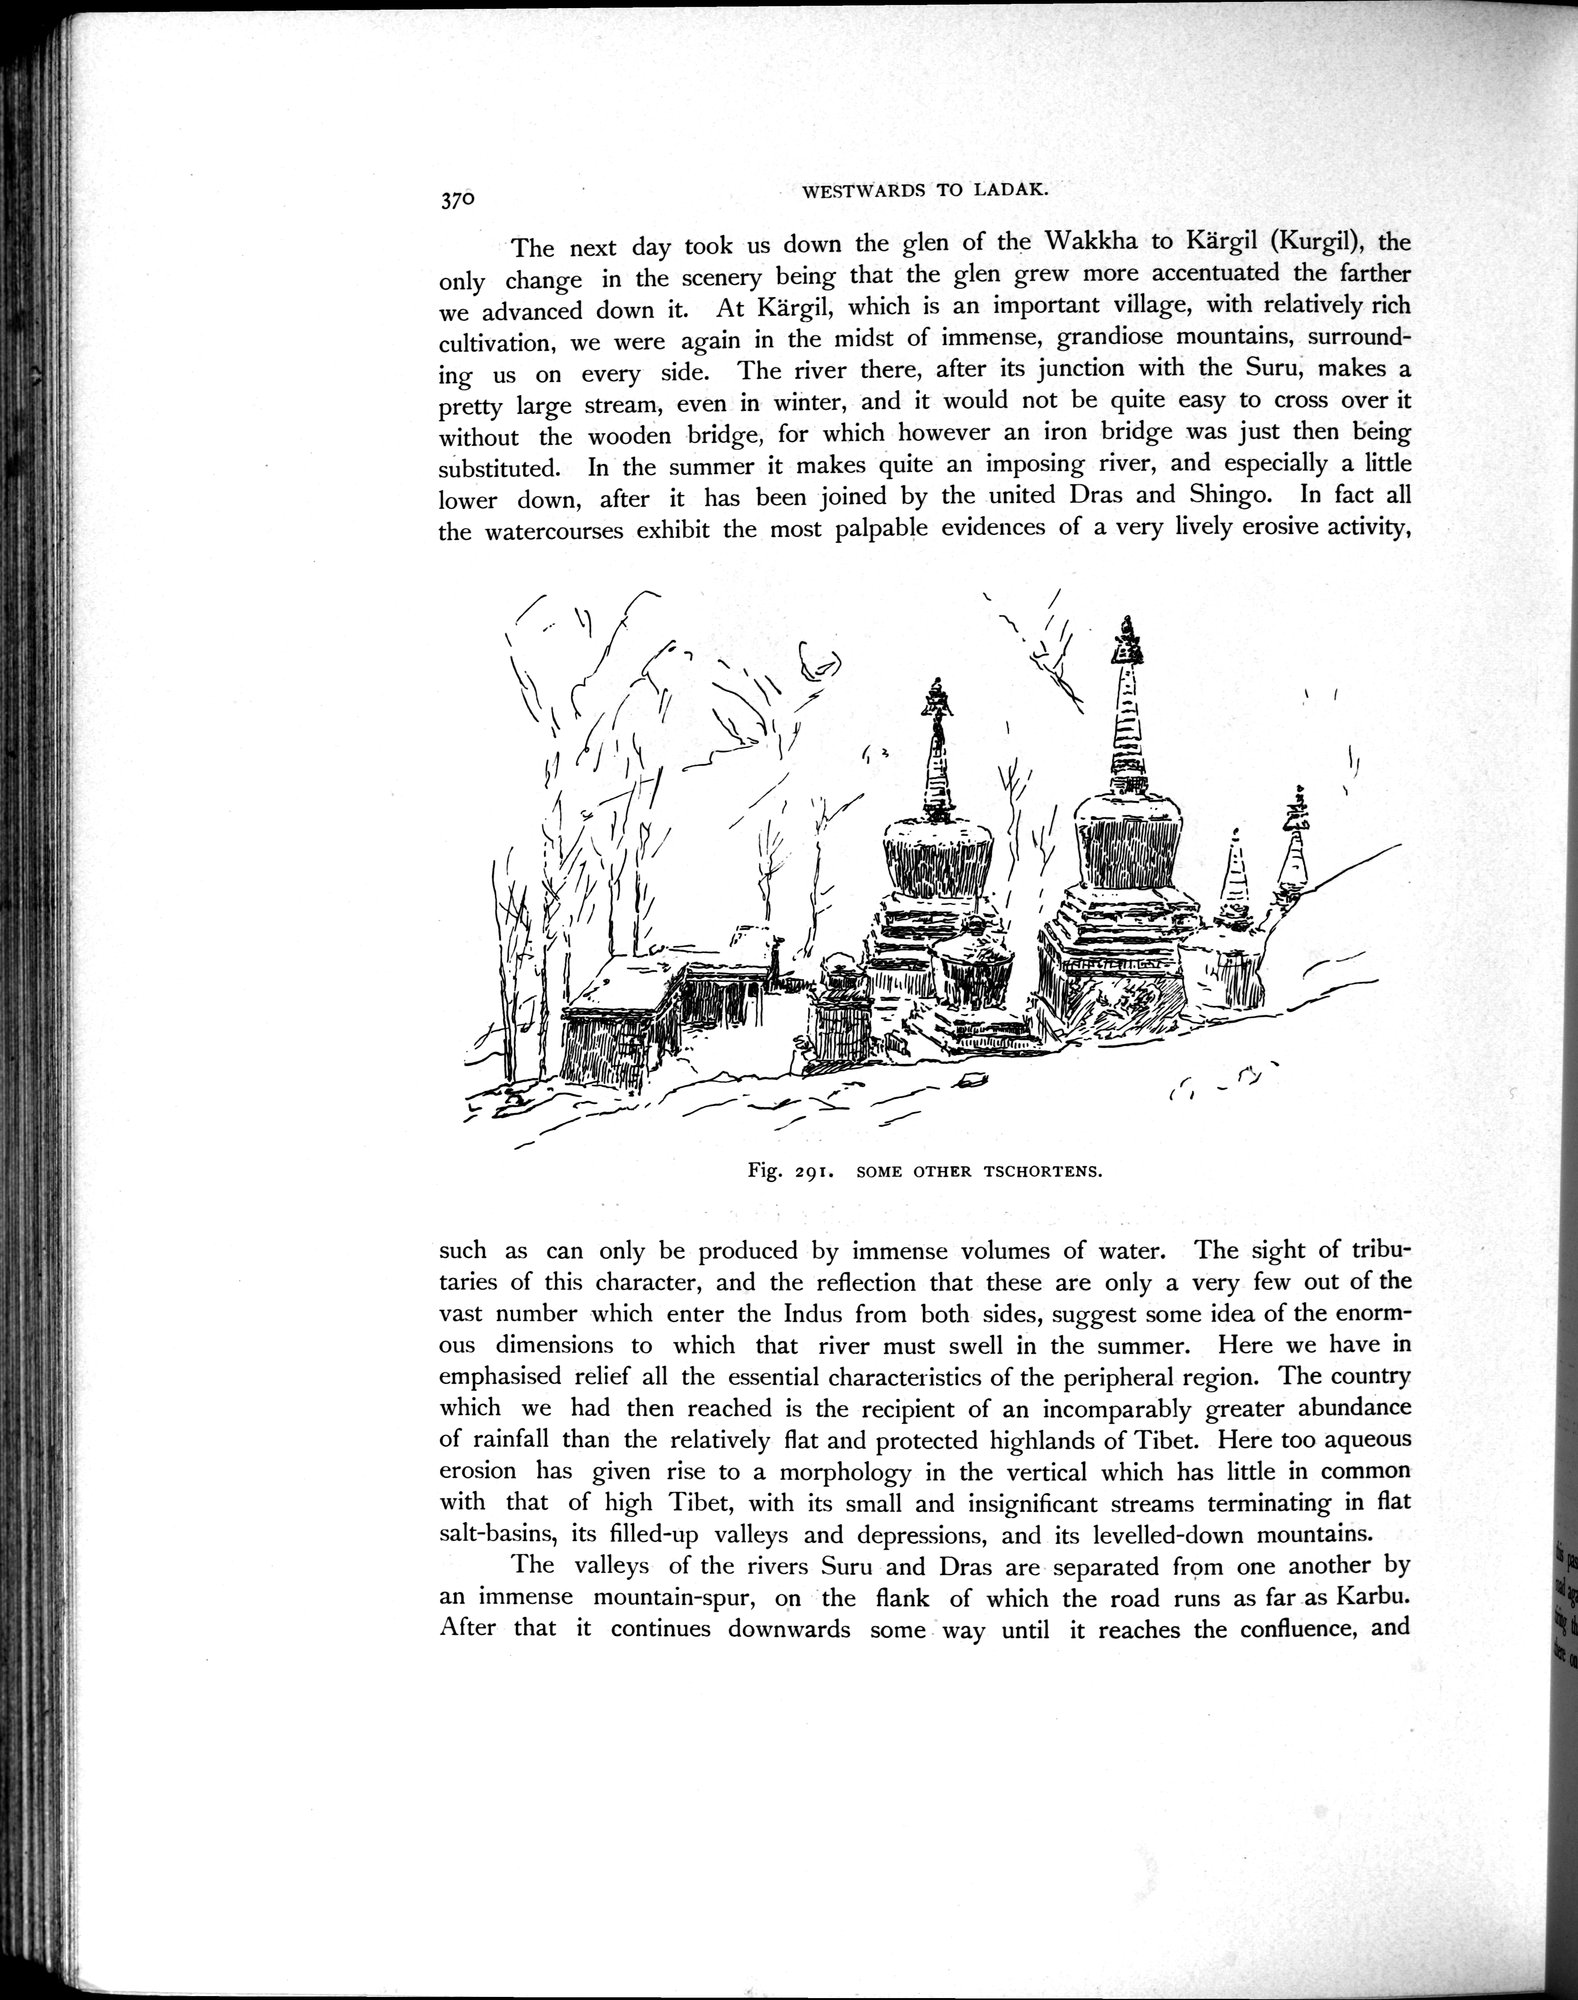 370
WESTWARDS TO LADAK.
The next day took us down the glen of the Wakkha to Kärgil (Kurgil), the
only change in the scenery being that the glen grew more accentuated the farther
we advanced down it. At Kärgil, which is an important village, with relatively rich
cultivation, we were again in the midst of immense, grandiose mountains, surround-
ing us on every side. The river there, after its junction with the Suru, makes a
pretty large stream, even in winter, and it would not be quite easy to cross over it
without the wooden bridge, for which however an iron bridge was just then being
substituted. In the summer it makes quite an imposing river, and especially a little
lower down, after it has been joined by the united Dras and Shingo. In fact all
the watercourses exhibit the most palpable evidences of a very lively erosive activity,
Fig. 291. SOME OTHER TSCHORTENS.
such as can only be produced by immense volumes of water. The sight of tribu-
taries of this character, and the reflection that these are only a very few out of the
vast number which enter the Indus from both sides, suggest some idea of the enorm-
ous dimensions to which that river must swell in the summer. Here we have in
emphasised relief all the essential characteristics of the peripheral region. The country
which we had then reached is the recipient of an incomparably greater abundance
of rainfall than the relatively flat and protected highlands of Tibet. Here too aqueous
erosion has given rise to a morphology in the vertical which has little in common
with that of high Tibet, with its small and insignificant streams terminating in flat
salt-basins, its filled-up valleys and depressions, and its levelled-down mountains.
The valleys of the rivers Suru and Dras are separated from one another by
an immense mountain-spur, on the flank of which the road runs as far as Karbu.
After that it continues downwards some way until it reaches the confluence, and